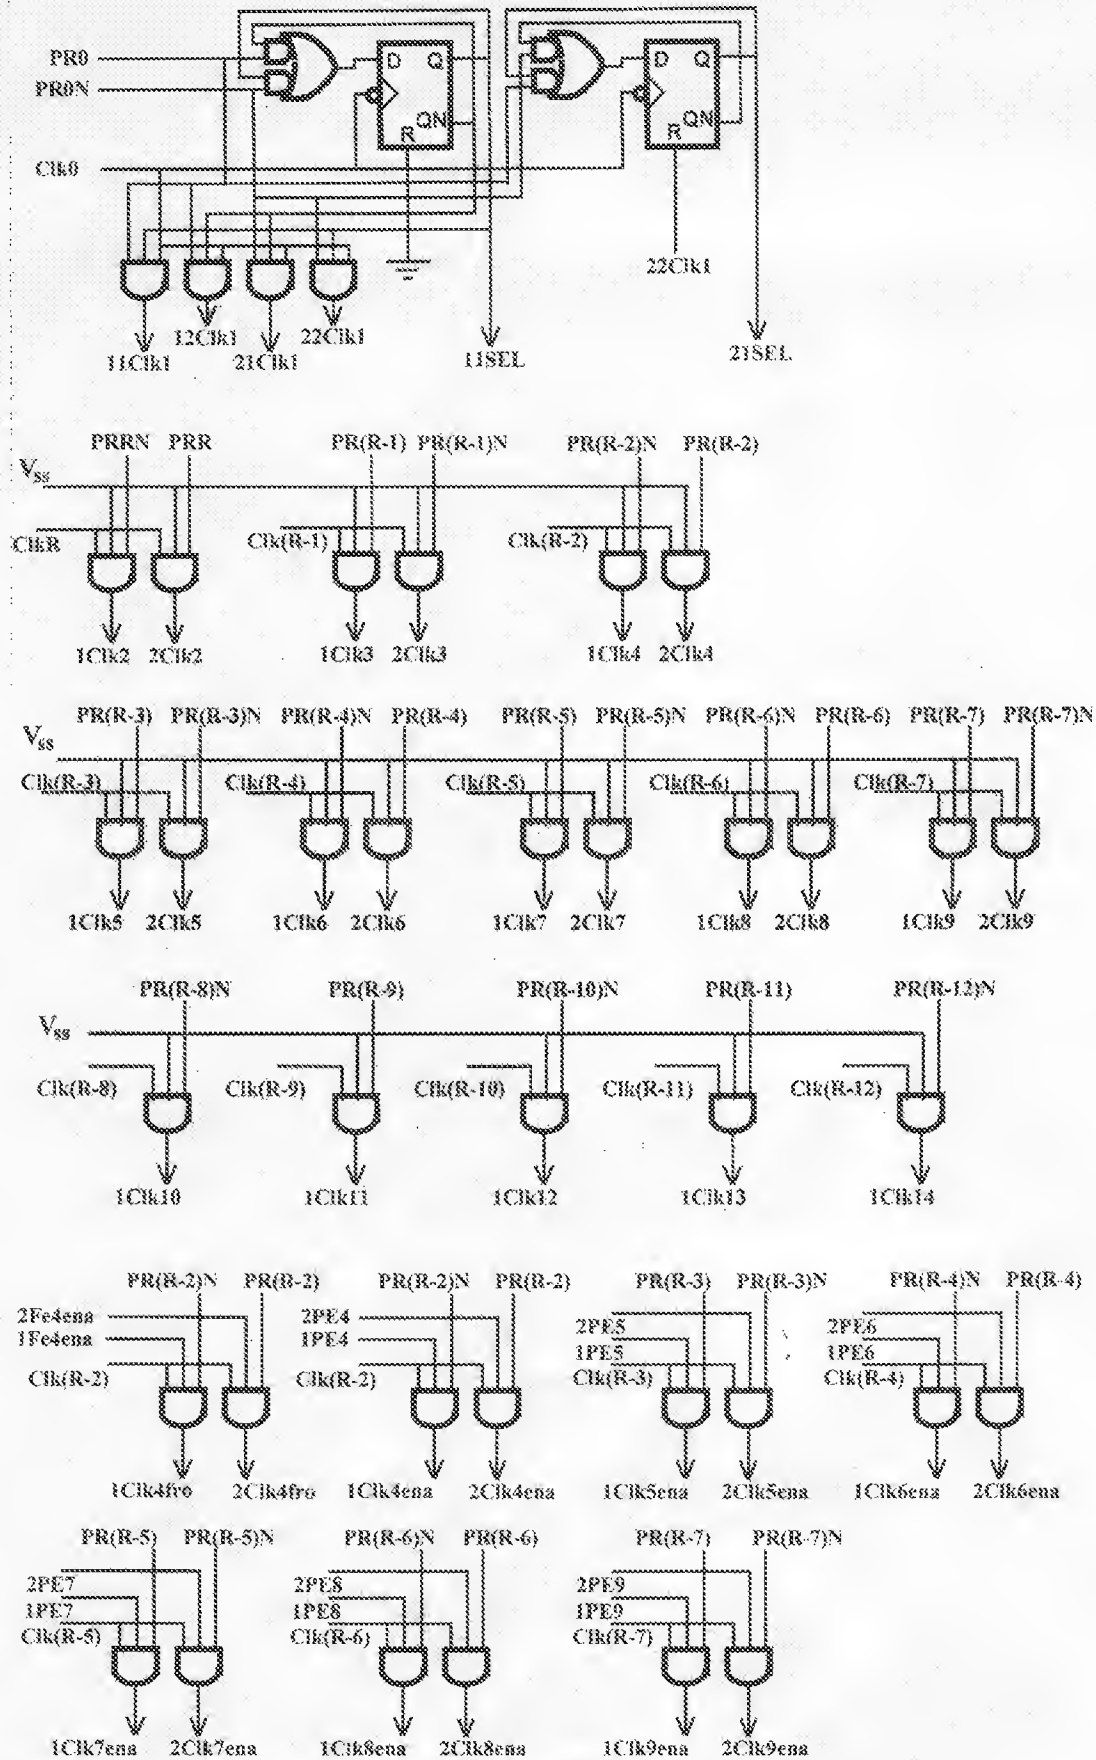 PR0
PR0N
Clk0
D Q
QN
R
D Q
QN
R
22Clk1
11Clk1 12Clk1 21Clk1 22Clk1 11SEL 21SEL
PRRN PRR PR(R-1) PR(R-1)N PR(R-2)N PR(R-2)
Vss
ClkR Clk(R-1) Clk(R-2)
1Clk2 2Clk2 1Clk3 2Clk3 1Clk4 2Clk4
PR(R-3) PR(R-3)N PR(R-4)N PR(R-4) PR(R-5) PR(R-5)N PR(R-6)N PR(R-6) PR(R-7) PR(R-7)N
Vss
Clk(R-3) Clk(R-4) Clk(R-5) Clk(R-6) Clk(R-7)
1Clk5 2Clk5 1Clk6 2Clk6 1Clk7 2Clk7 1Clk8 2Clk8 1Clk9 2Clk9
PR(R-8)N PR(R-9) PR(R-10)N PR(R-11) PR(R-12)N
Vss
Clk(R-8) Clk(R-9) Clk(R-10) Clk(R-11) Clk(R-12)
1Clk10 1Clk11 1Clk12 1Clk13 1Clk14
PR(R-2)N PR(R-2) PR(R-2)N PR(R-2) PR(R-3) PR(R-3)N PR(R-4)N PR(R-4)
2Fe4ena 2PE4 2PE5 2PE6
1Fe4ena 1PE4 1PE5 1PE6
Clk(R-2) Clk(R-2) Clk(R-3) Clk(R-4)
1Clk4fro 2Clk4fro 1Clk4ena 2Clk4ena 1Clk5ena 2Clk5ena 1Clk6ena 2Clk6ena
PR(R-5) PR(R-5)N PR(R-6)N PR(R-6) PR(R-7) PR(R-7)N
2PE7 2PE8 2PE9
1PE7 1PE8 1PE9
Clk(R-5) Clk(R-6) Clk(R-7)
1Clk7ena 2Clk7ena 1Clk8ena 2Clk8ena 1Clk9ena 2Clk9ena